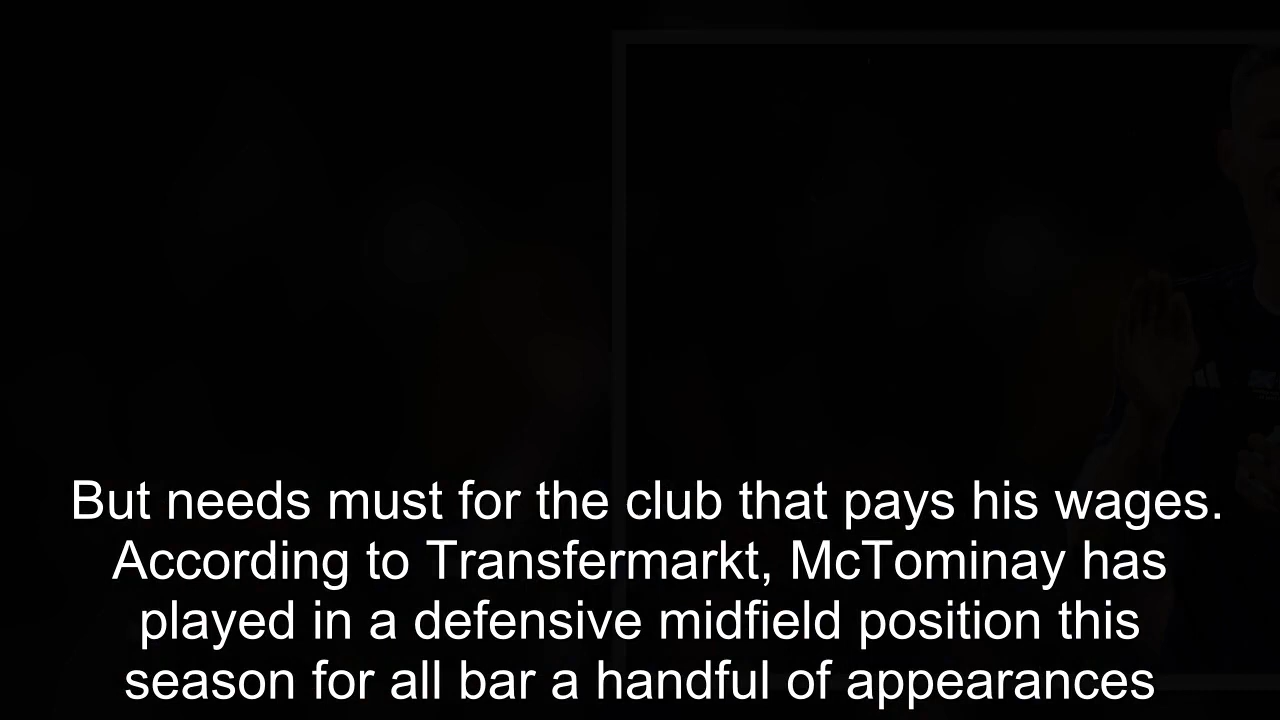 But needs must for the club that pays his wages.
According to Transfermarkt, McTominay has
played in a defensive midfield position this
season for all bar a handful of appearances